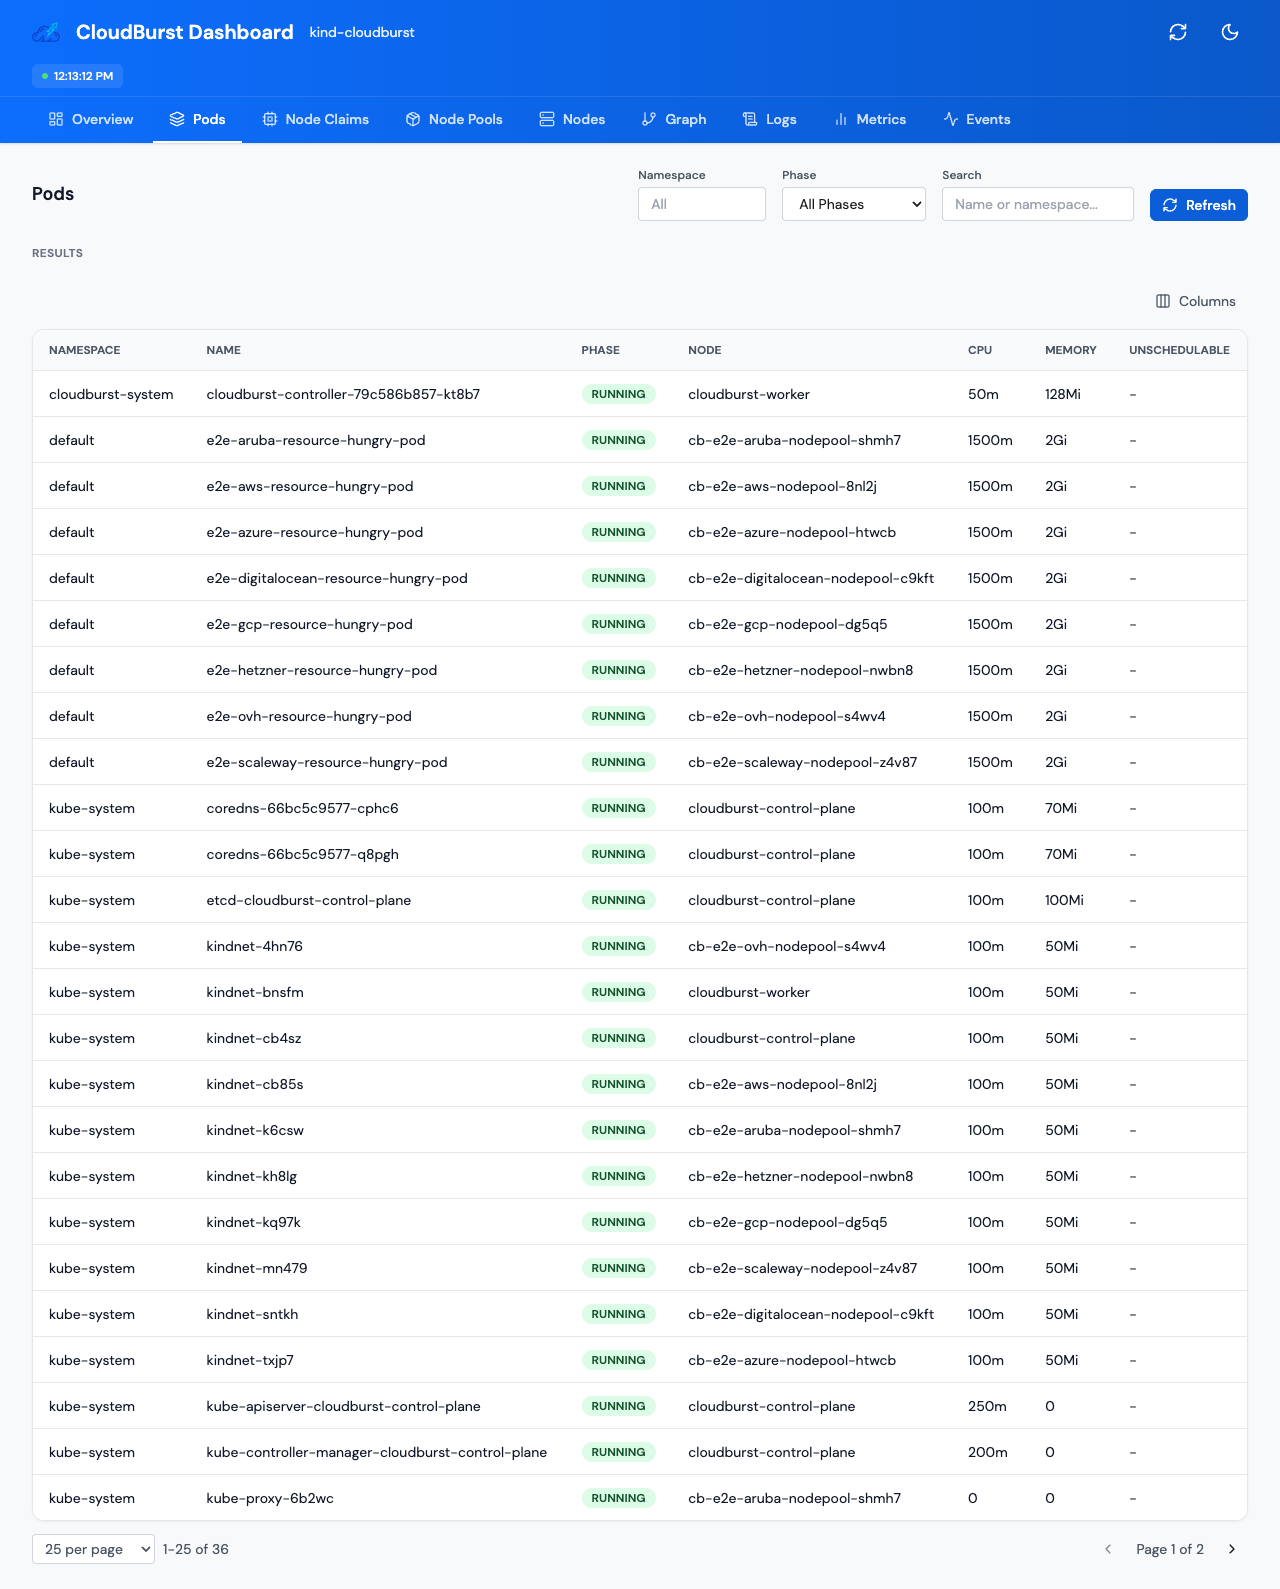 CloudBurst Dashboard kind-cloudburst
12:13:12 PM
Overview Pods Node Claims Node Pools Nodes Graph Logs Metrics Events
Pods
Namespace Phase Search
All All Phases Name or namespace... Refresh
RESULTS
Columns
NAMESPACE NAME PHASE NODE CPU MEMORY UNSCHEDULABLE
cloudburst-system cloudburst-controller-79c586b857-kt8b7 RUNNING cloudburst-worker 50m 128Mi -
default e2e-aruba-resource-hungry-pod RUNNING cb-e2e-aruba-nodepool-shmh7 1500m 2Gi -
default e2e-aws-resource-hungry-pod RUNNING cb-e2e-aws-nodepool-8nl2j 1500m 2Gi -
default e2e-azure-resource-hungry-pod RUNNING cb-e2e-azure-nodepool-htwcb 1500m 2Gi -
default e2e-digitalocean-resource-hungry-pod RUNNING cb-e2e-digitalocean-nodepool-c9kft 1500m 2Gi -
default e2e-gcp-resource-hungry-pod RUNNING cb-e2e-gcp-nodepool-dg5q5 1500m 2Gi -
default e2e-hetzner-resource-hungry-pod RUNNING cb-e2e-hetzner-nodepool-nwbn8 1500m 2Gi -
default e2e-ovh-resource-hungry-pod RUNNING cb-e2e-ovh-nodepool-s4wv4 1500m 2Gi -
default e2e-scaleway-resource-hungry-pod RUNNING cb-e2e-scaleway-nodepool-z4v87 1500m 2Gi -
kube-system coredns-66bc5c9577-cphc6 RUNNING cloudburst-control-plane 100m 70Mi -
kube-system coredns-66bc5c9577-q8pgh RUNNING cloudburst-control-plane 100m 70Mi -
kube-system etcd-cloudburst-control-plane RUNNING cloudburst-control-plane 100m 100Mi -
kube-system kindnet-4hn76 RUNNING cb-e2e-ovh-nodepool-s4wv4 100m 50Mi -
kube-system kindnet-bnsfm RUNNING cloudburst-worker 100m 50Mi -
kube-system kindnet-cb4sz RUNNING cloudburst-control-plane 100m 50Mi -
kube-system kindnet-cb85s RUNNING cb-e2e-aws-nodepool-8nl2j 100m 50Mi -
kube-system kindnet-k6csw RUNNING cb-e2e-aruba-nodepool-shmh7 100m 50Mi -
kube-system kindnet-kh8lg RUNNING cb-e2e-hetzner-nodepool-nwbn8 100m 50Mi -
kube-system kindnet-kq97k RUNNING cb-e2e-gcp-nodepool-dg5q5 100m 50Mi -
kube-system kindnet-mn479 RUNNING cb-e2e-scaleway-nodepool-z4v87 100m 50Mi -
kube-system kindnet-sntkh RUNNING cb-e2e-digitalocean-nodepool-c9kft 100m 50Mi -
kube-system kindnet-txjp7 RUNNING cb-e2e-azure-nodepool-htwcb 100m 50Mi -
kube-system kube-apiserver-cloudburst-control-plane RUNNING cloudburst-control-plane 250m 0 -
kube-system kube-controller-manager-cloudburst-control-plane RUNNING cloudburst-control-plane 200m 0 -
kube-system kube-proxy-6b2wc RUNNING cb-e2e-aruba-nodepool-shmh7 0 0 -
25 per page 1-25 of 36 Page 1 of 2